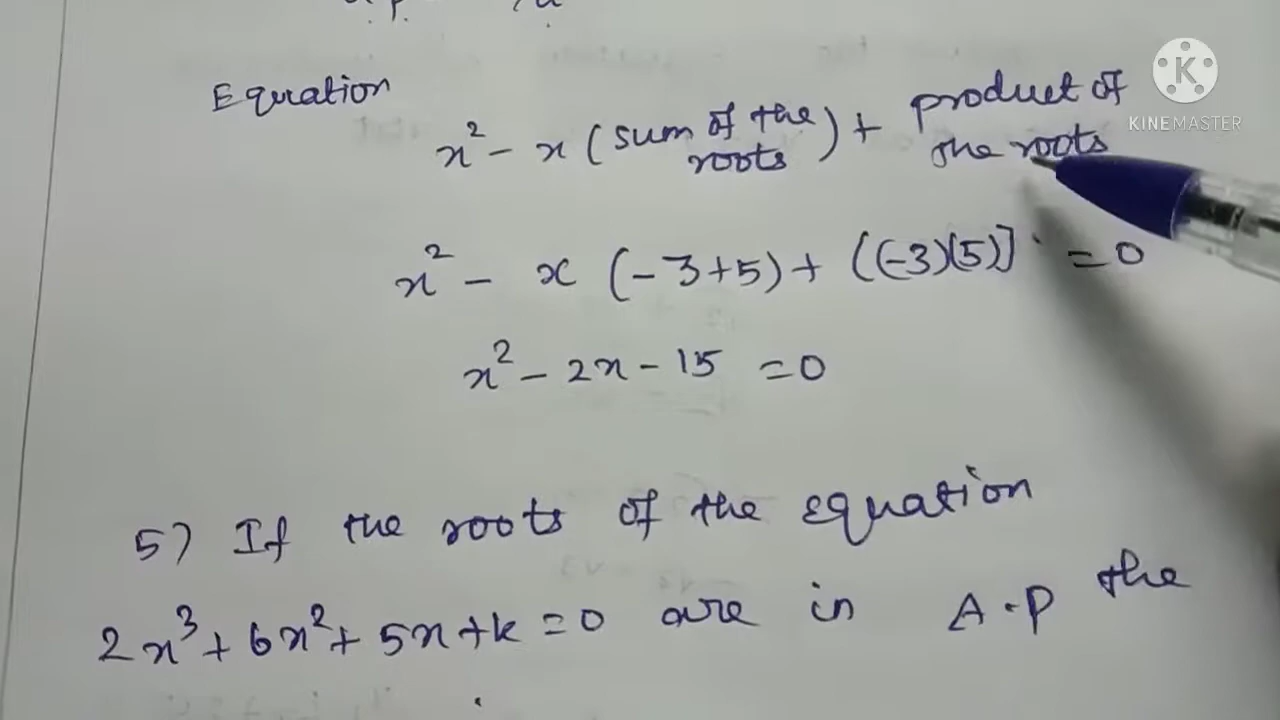 Equation
x² - x (sum of the roots) + product of the roots
KINEMASTER
x² - x (-3+5) + ((-3)(5)] = 0
x² - 2x - 15 = 0
5) If the roots of the equation
2x³ + 6x² + 5x + k = 0 are in A.P the